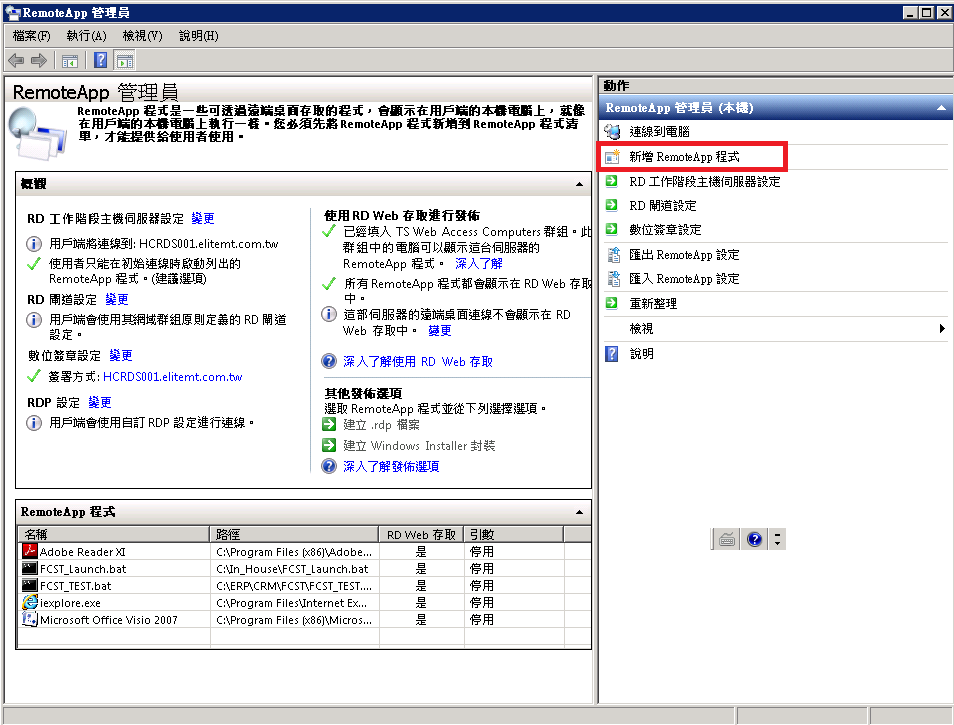 RemoteApp 管理員
檔案(F) 執行(A) 檢視(V) 說明(H)
RemoteApp 管理員
RemoteApp 程式是一些可透過遠端桌面存取的程式，會顯示在用戶端的本機電腦上，就像
在用戶端的本機電腦上執行一樣。您必須先將 RemoteApp 程式新增到 RemoteApp 程式清
單，才能提供給使用者使用。
概觀
RD 工作階段主機伺服器設定 變更
用戶端將連線到: HCRDS001.elitemt.com.tw
使用者只能在初始連線時啟動列出的
RemoteApp 程式。(建議選項)
RD 閘道設定 變更
用戶端會使用其網域群組原則定義的 RD 閘道
設定。
數位簽章設定 變更
簽署方式: HCRDS001.elitemt.com.tw
RDP 設定 變更
用戶端會使用自訂 RDP 設定進行連線。
使用 RD Web 存取進行發佈
已經填入 TS Web Access Computers 群組。此
群組中的電腦可以顯示這台伺服器的
RemoteApp 程式。 深入了解
所有 RemoteApp 程式都會顯示在 RD Web 存取
中。
這部伺服器的遠端桌面連線不會顯示在 RD
Web 存取中。 變更
深入了解使用 RD Web 存取
其他發佈選項
選取 RemoteApp 程式並從下列選擇選項。
建立 .rdp 檔案
建立 Windows Installer 封裝
深入了解發佈選項
RemoteApp 程式
名稱 路徑 RD Web 存取 引數
Adobe Reader XI C:\Program Files (x86)\Adobe... 是 停用
FCST_Launch.bat C:\In_House\FCST_Launch.bat 是 停用
FCST_TEST.bat C:\ERP\CRM\FCST\FCST_TEST.... 是 停用
iexplore.exe C:\Program Files\Internet Ex... 是 停用
Microsoft Office Visio 2007 C:\Program Files (x86)\Micros... 是 停用
動作
RemoteApp 管理員 (本機)
連線到電腦
新增 RemoteApp 程式
RD 工作階段主機伺服器設定
RD 閘道設定
數位簽章設定
匯出 RemoteApp 設定
匯入 RemoteApp 設定
重新整理
檢視
說明